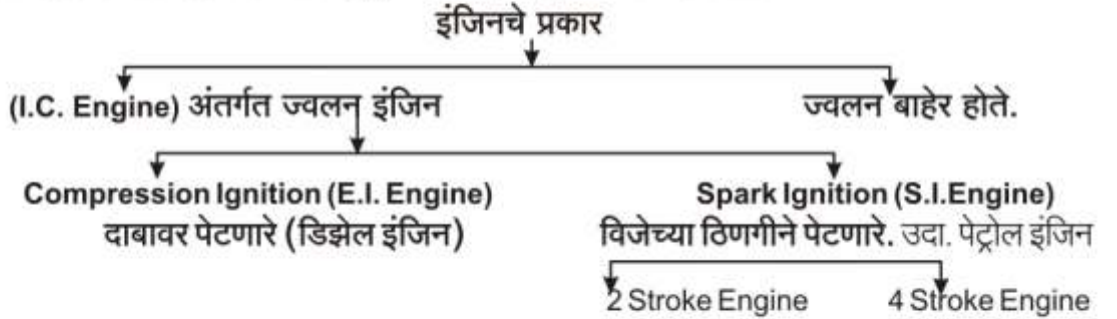 इंजिनचे प्रकार
(I.C. Engine) अंतर्गत ज्वलन इंजिन
ज्वलन बाहेर होते.
Compression Ignition (E.I. Engine)
Spark Ignition (S.I.Engine)
दाबावर पेटणारे (डिझेल इंजिन)
विजेच्या ठिणगीने पेटणारे. उदा. पेट्रोल इंजिन
2 Stroke Engine
4 Stroke Engine